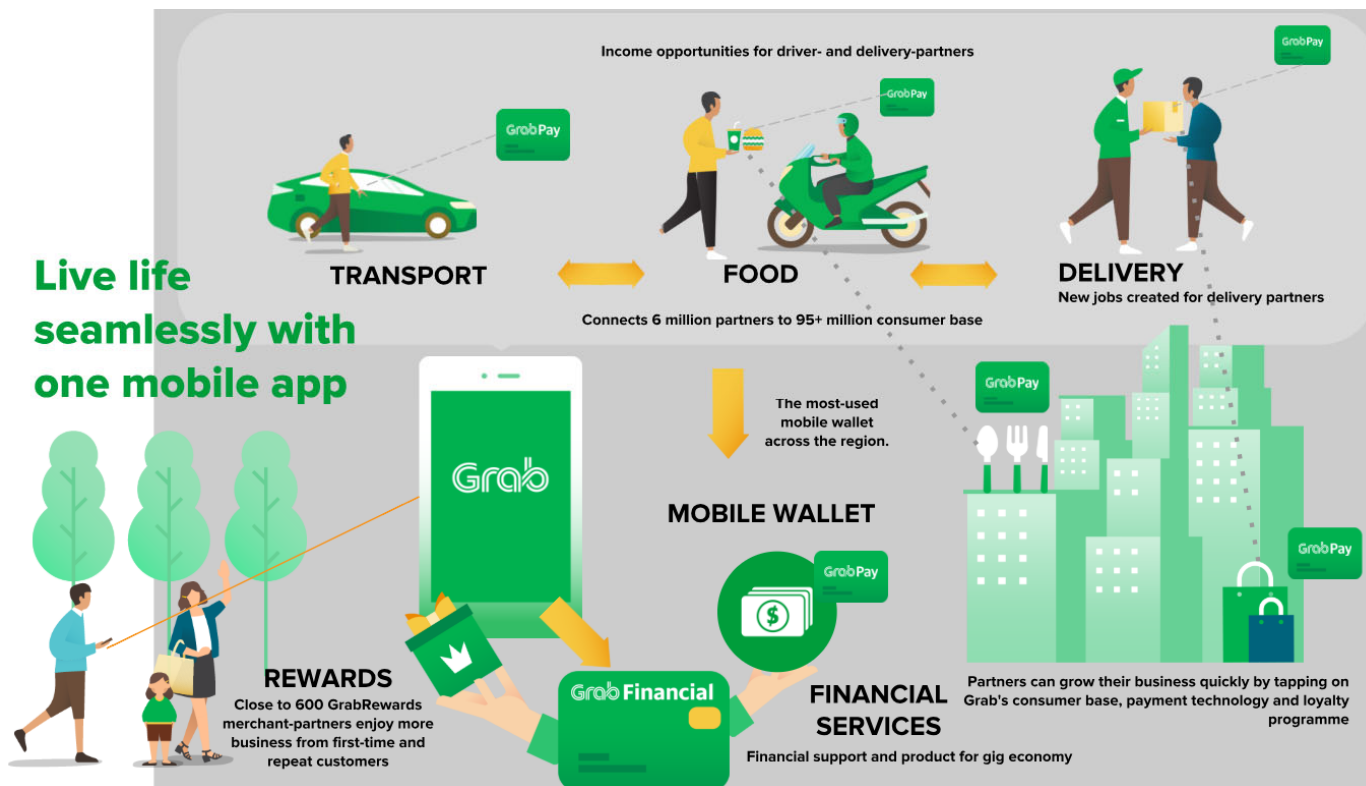 Income opportunities for driver- and delivery-partners
GrabPay
GrabPay
GrabPay
TRANSPORT
FOOD
DELIVERY
New jobs created for delivery partners
Connects 6 million partners to 95+ million consumer base
Live life
seamlessly with
one mobile app
Grab
The most-used
mobile wallet
across the region.
GrabPay
MOBILE WALLET
GrabPay
GrabPay
REWARDS
Close to 600 GrabRewards
merchant-partners enjoy more
business from first-time and
repeat customers
Grab Financial
FINANCIAL
SERVICES
Financial support and product for gig economy
Partners can grow their business quickly by tapping on
Grab's consumer base, payment technology and loyalty
programme